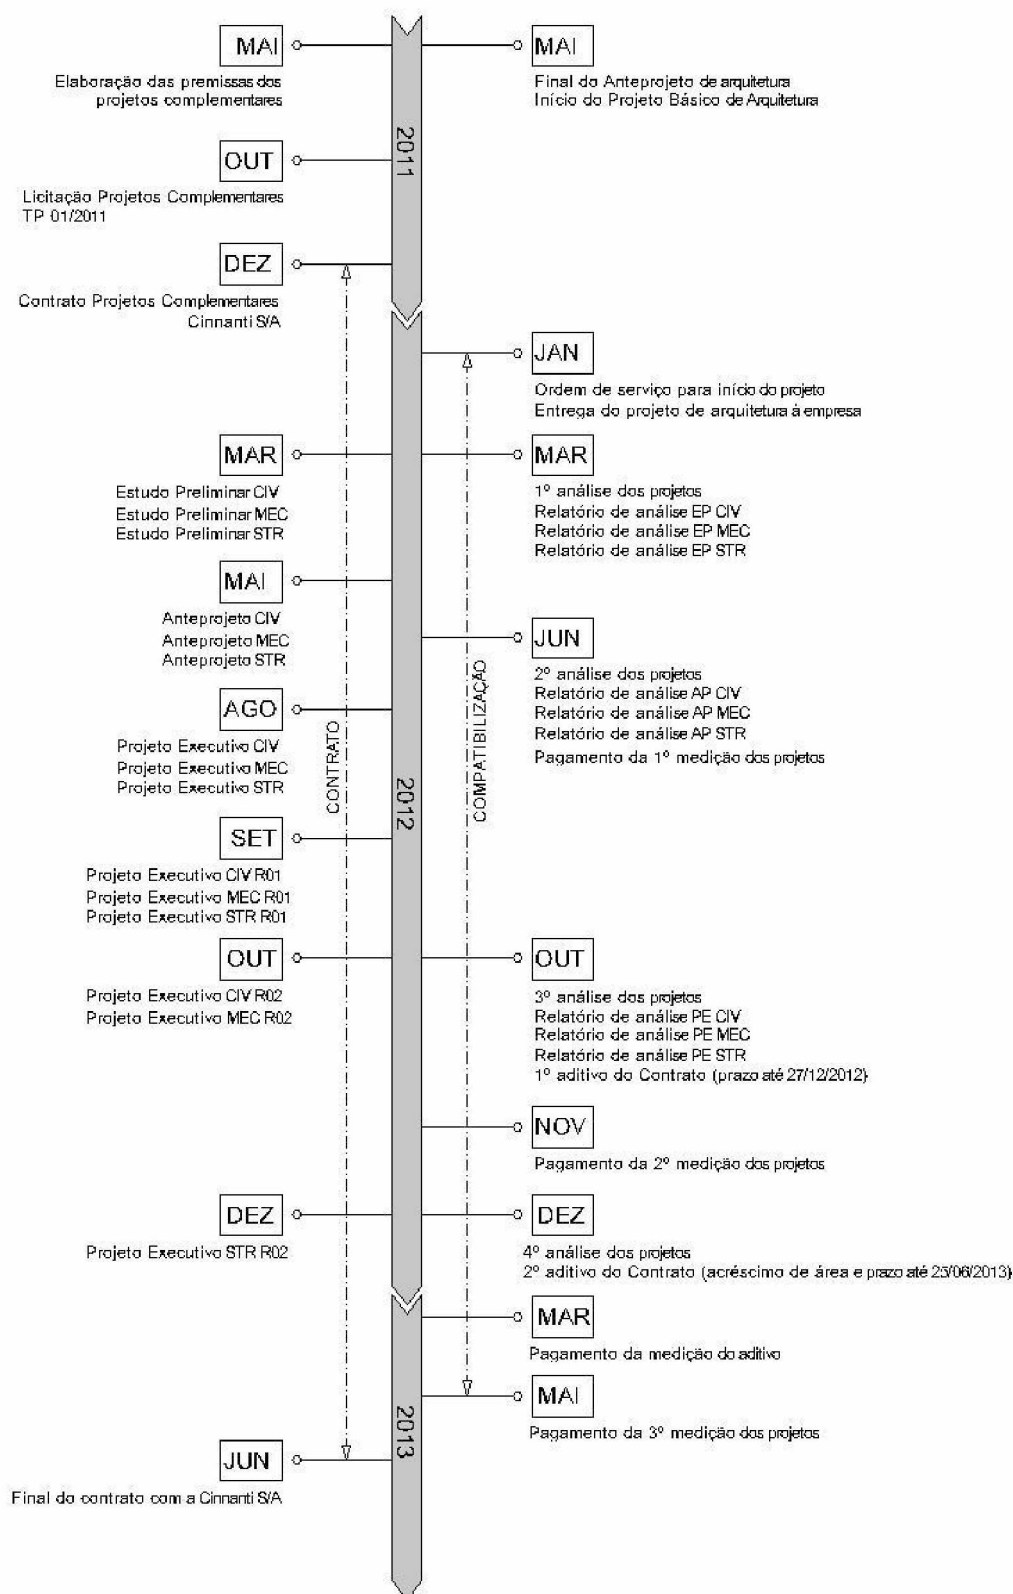 MAI
Elaboração das premissas dos
projetos complementares
MAI
Final do Anteprojeto de arquitetura
Início do Projeto Básico de Arquitetura
2011
OUT
Licitação Projetos Complementares
TP 01/2011
DEZ
Contrato Projetos Complementares
Cinnanti S/A
JAN
Ordem de serviço para início do projeto
Entrega do projeto de arquitetura à empresa
MAR
Estudo Preliminar CIV
Estudo Preliminar MEC
Estudo Preliminar STR
MAR
1º análise dos projetos
Relatório de análise EP CIV
Relatório de análise EP MEC
Relatório de análise EP STR
MAI
Anteprojeto CIV
Anteprojeto MEC
Anteprojeto STR
JUN
2º análise dos projetos
Relatório de análise AP CIV
Relatório de análise AP MEC
Relatório de análise AP STR
Pagamento da 1º medição dos projetos
AGO
Projeto Executivo CIV
Projeto Executivo MEC
Projeto Executivo STR
CONTRATO
2012
COMPATIBILIZAÇÃO
SET
Projeto Executivo CIV R01
Projeto Executivo MEC R01
Projeto Executivo STR R01
OUT
Projeto Executivo CIV R02
Projeto Executivo MEC R02
OUT
3º análise dos projetos
Relatório de análise PE CIV
Relatório de análise PE MEC
Relatório de análise PE STR
1º aditivo do Contrato (prazo até 27/12/2012)
NOV
Pagamento da 2º medição dos projetos
DEZ
Projeto Executivo STR R02
DEZ
4º análise dos projetos
2º aditivo do Contrato (acréscimo de área e prazo até 25/06/2013)
MAR
Pagamento da medição do aditivo
MAI
Pagamento da 3º medição dos projetos
2013
JUN
Final do contrato com a Cinnanti S/A